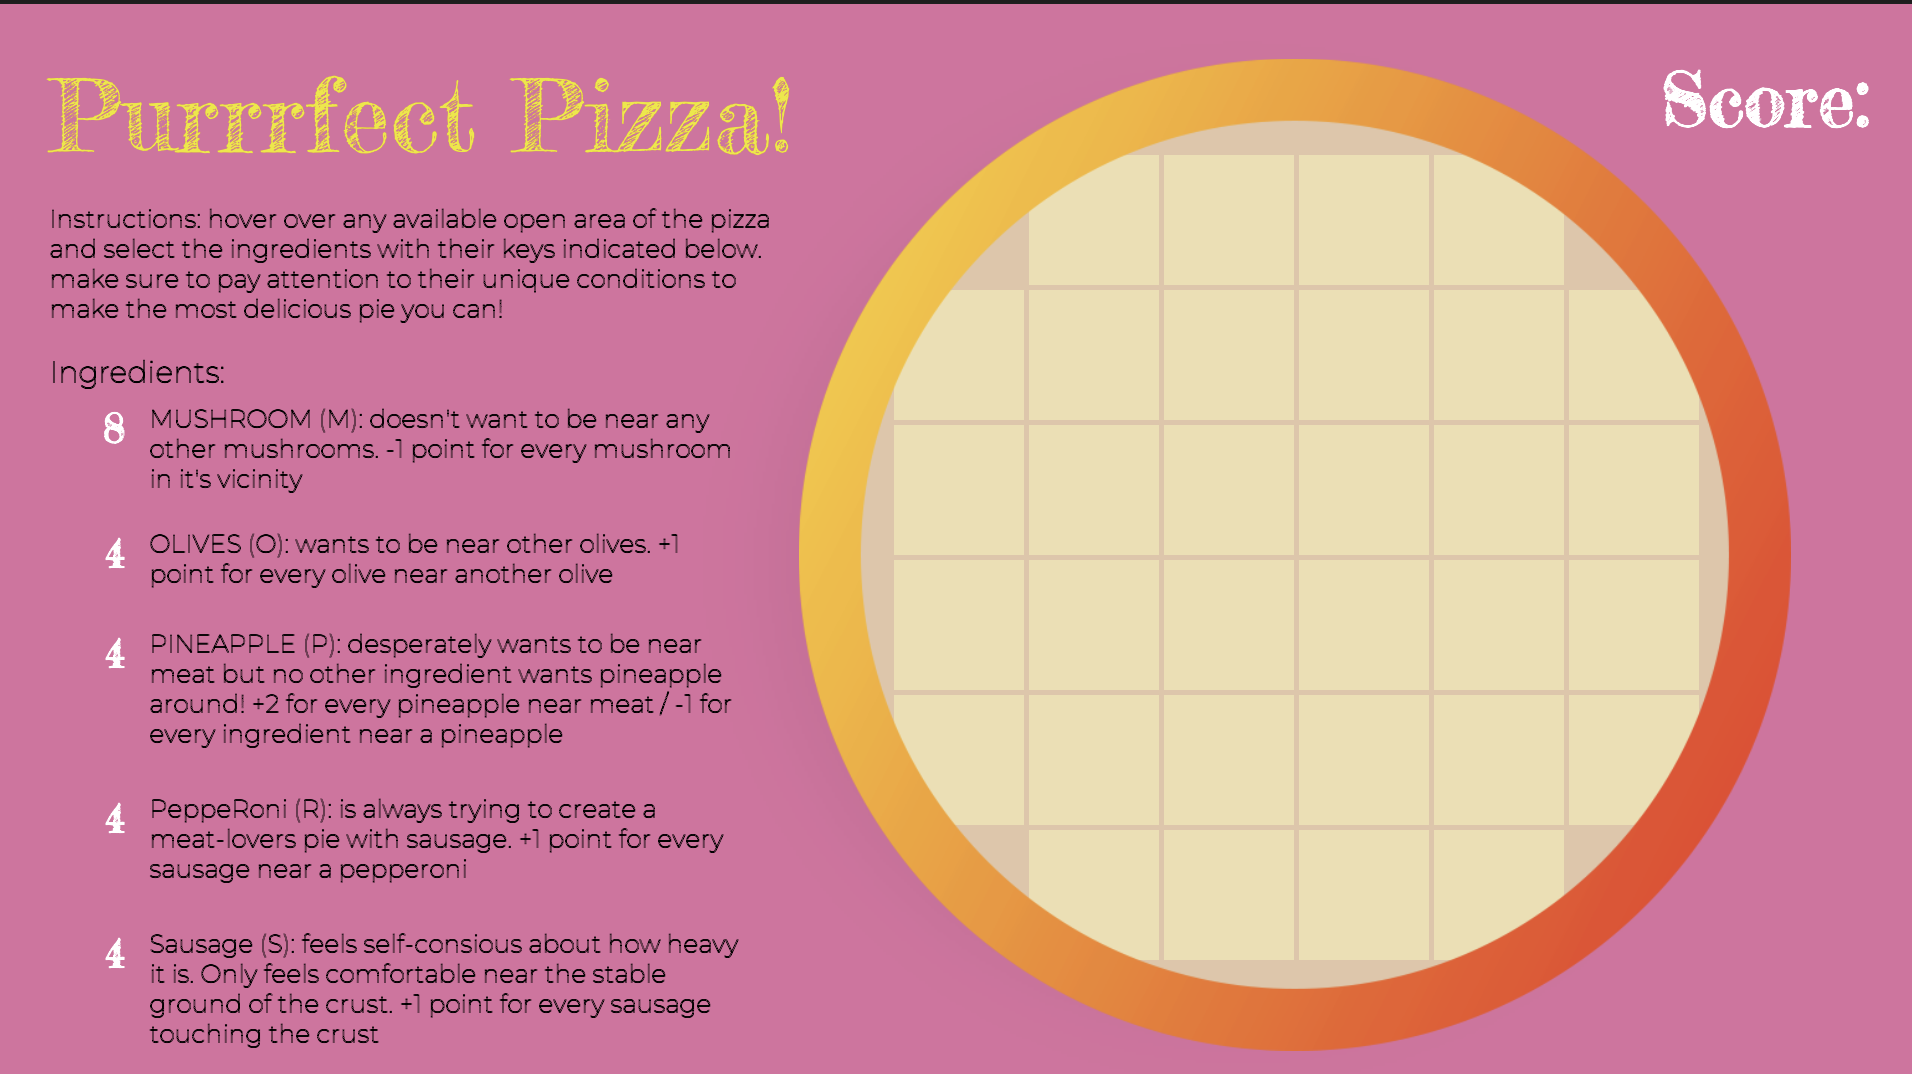 Purrrfect Pizza!
Score:
Instructions: hover over any available open area of the pizza
and select the ingredients with their keys indicated below.
make sure to pay attention to their unique conditions to
make the most delicious pie you can!
Ingredients:
8 MUSHROOM (M): doesn't want to be near any
other mushrooms. -1 point for every mushroom
in it's vicinity
4 OLIVES (O): wants to be near other olives. +1
point for every olive near another olive
4 PINEAPPLE (P): desperately wants to be near
meat but no other ingredient wants pineapple
around! +2 for every pineapple near meat / -1 for
every ingredient near a pineapple
4 PeppeRoni (R): is always trying to create a
meat-lovers pie with sausage. +1 point for every
sausage near a pepperoni
4 Sausage (S): feels self-consious about how heavy
it is. Only feels comfortable near the stable
ground of the crust. +1 point for every sausage
touching the crust